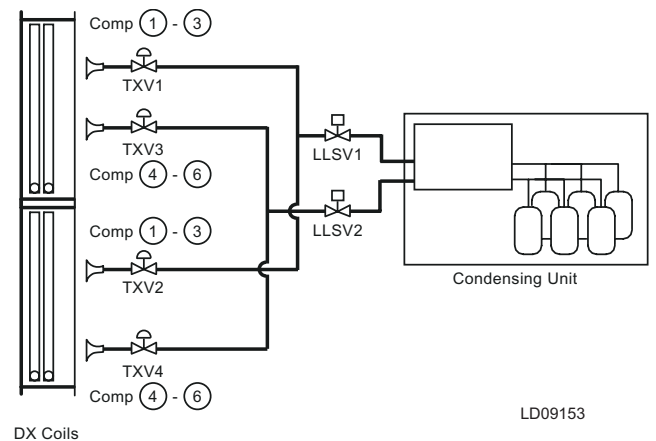 Comp 1 - 3
TXV1
TXV3
Comp 4 - 6
Comp 1 - 3
TXV2
TXV4
Comp 4 - 6
LLSV1
LLSV2
Condensing Unit
LD09153
DX Coils